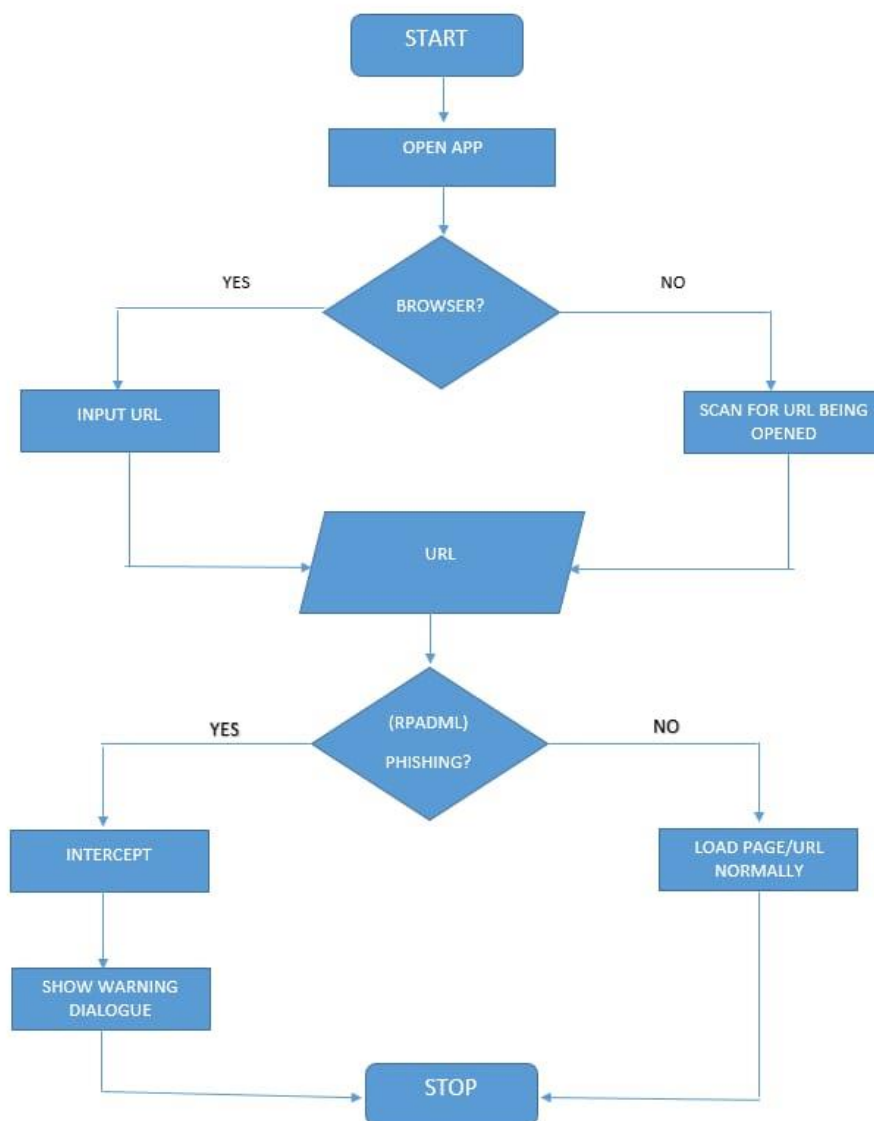 START
OPEN APP
YES
NO
BROWSER?
INPUT URL
SCAN FOR URL BEING
OPENED
URL
YES
NO
(RPADML)
PHISHING?
INTERCEPT
LOAD PAGE/URL
NORMALLY
SHOW WARNING
DIALOGUE
STOP